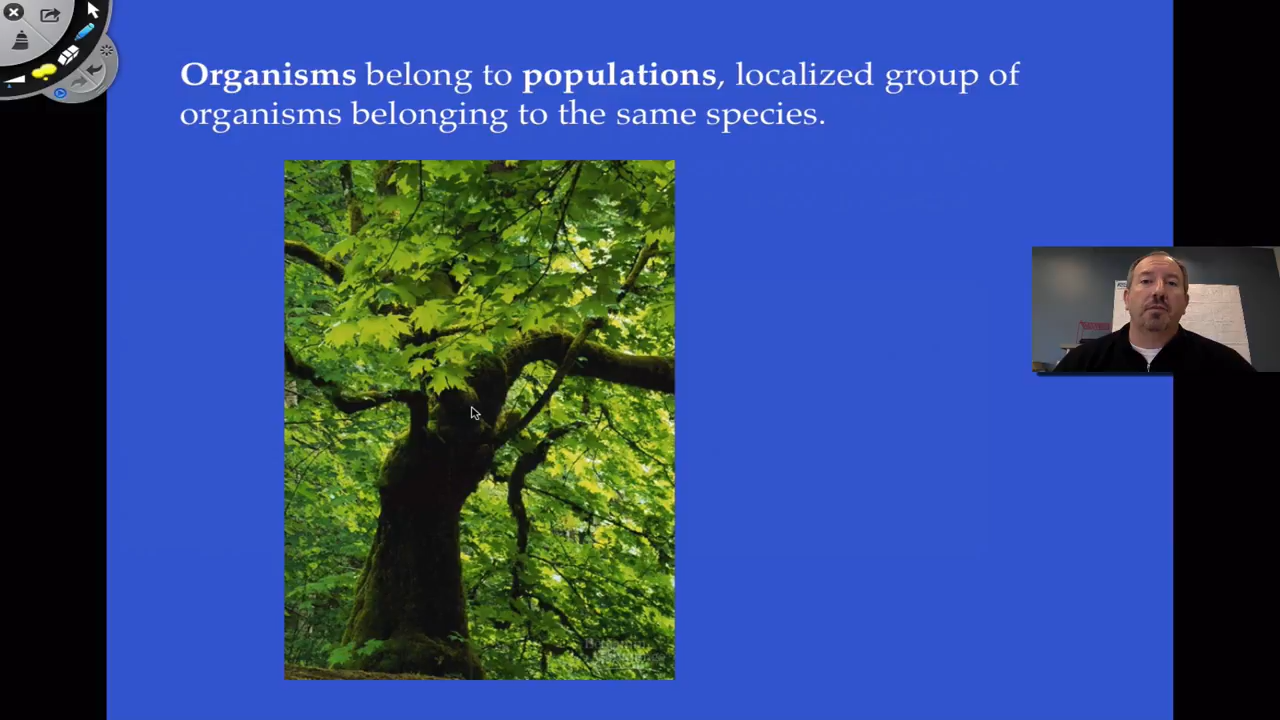 Organisms belong to populations, localized group of
organisms belonging to the same species.